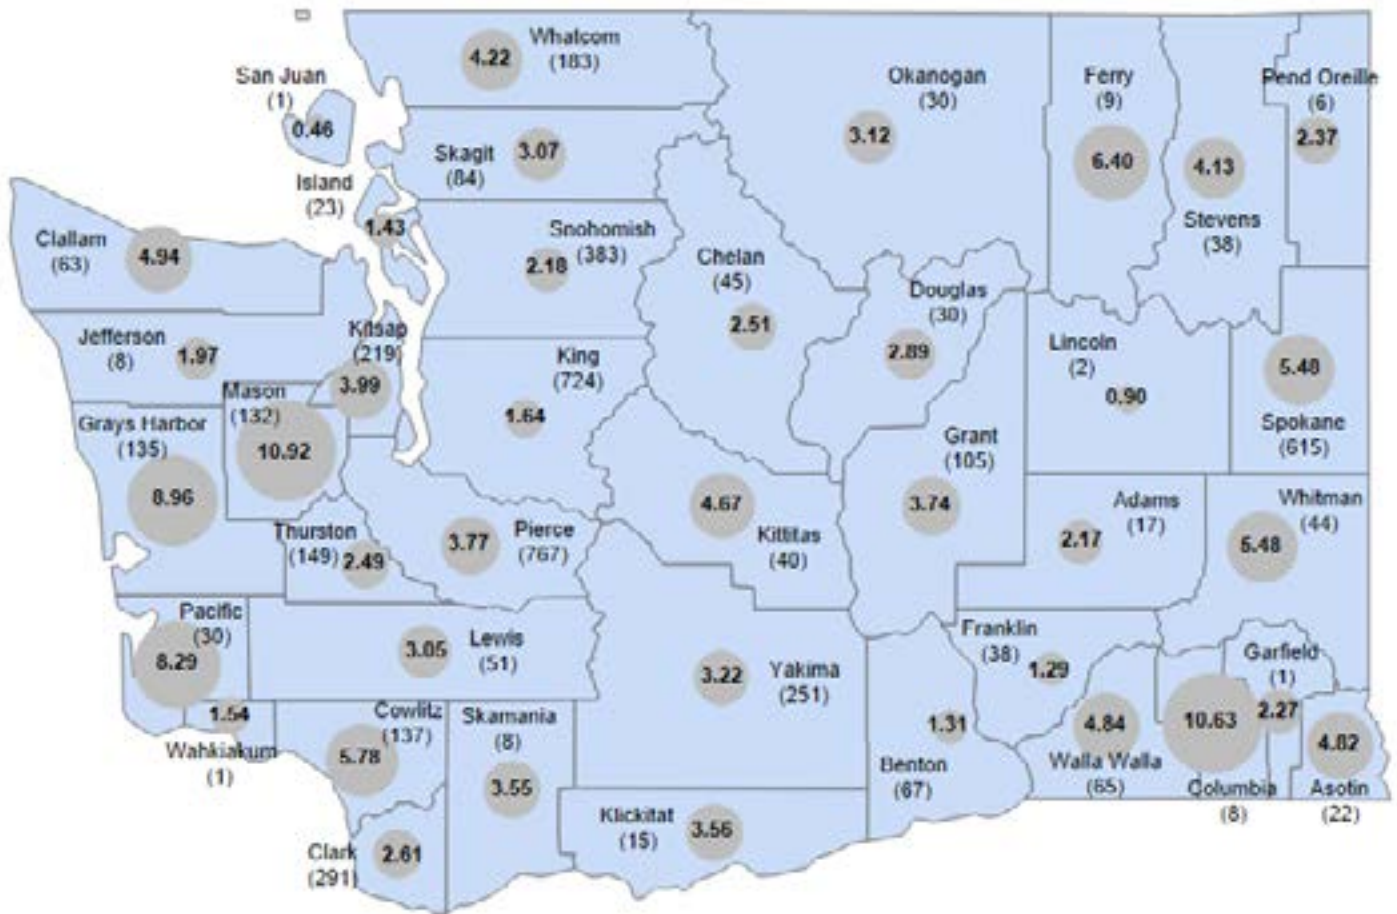 Whatcom
(183)
4.22
San Juan
(1)
0.46
Okanogan
(30)
3.12
Ferry
(9)
6.40
Pend Oreille
(6)
2.37
Skagit
(84)
3.07
4.13
Stevens
(38)
Island
(23)
1.43
Clallam
(63)
4.94
Snohomish
(383)
2.18
Chelan
(45)
2.51
Douglas
(30)
2.89
Jefferson
(8)
1.97
Kitsap
(219)
3.99
King
(724)
1.64
Lincoln
(2)
0.90
5.48
Spokane
(615)
Mason
(132)
10.92
Grays Harbor
(135)
8.96
Grant
(105)
3.74
4.67
Kittitas
(40)
Adams
(17)
2.17
Whitman
(44)
5.48
Thurston
(149)
2.49
3.77
Pierce
(767)
Pacific
(30)
8.29
3.05
Lewis
(51)
3.22
Yakima
(251)
Franklin
(38)
1.29
Garfield
(1)
2.27
1.54
Wahkiakum
(1)
Cowlitz
(137)
5.78
Skamania
(8)
3.55
1.31
Benton
(67)
4.84
Walla Walla
(65)
10.63
Columbia
(8)
4.82
Asotin
(22)
Klickitat
(15)
3.56
Clark
(291)
2.61